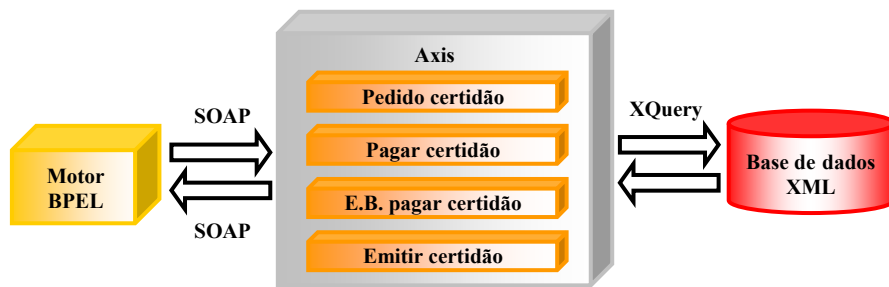 Axis
Pedido certidão
Pagar certidão
E.B. pagar certidão
Emitir certidão
SOAP
SOAP
Motor
BPEL
XQuery
Base de dados
XML